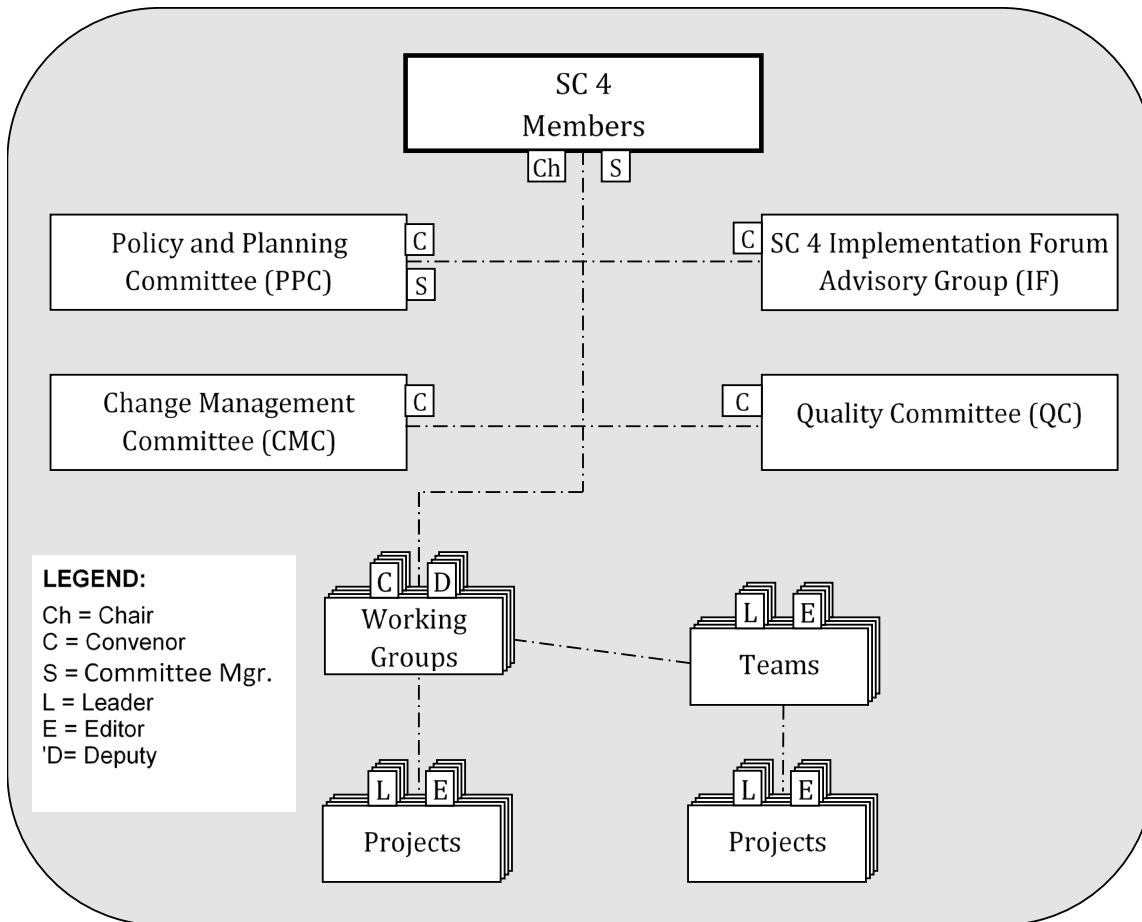 SC 4
Members
Ch
S
Policy and Planning
Committee (PPC)
C
S
C
SC 4 Implementation Forum
Advisory Group (IF)
Change Management
Committee (CMC)
C
C
Quality Committee (QC)
LEGEND:
Ch = Chair
C = Convenor
S = Committee Mgr.
L = Leader
E = Editor
'D= Deputy
C
D
Working
Groups
L
E
Teams
L
E
Projects
L
E
Projects